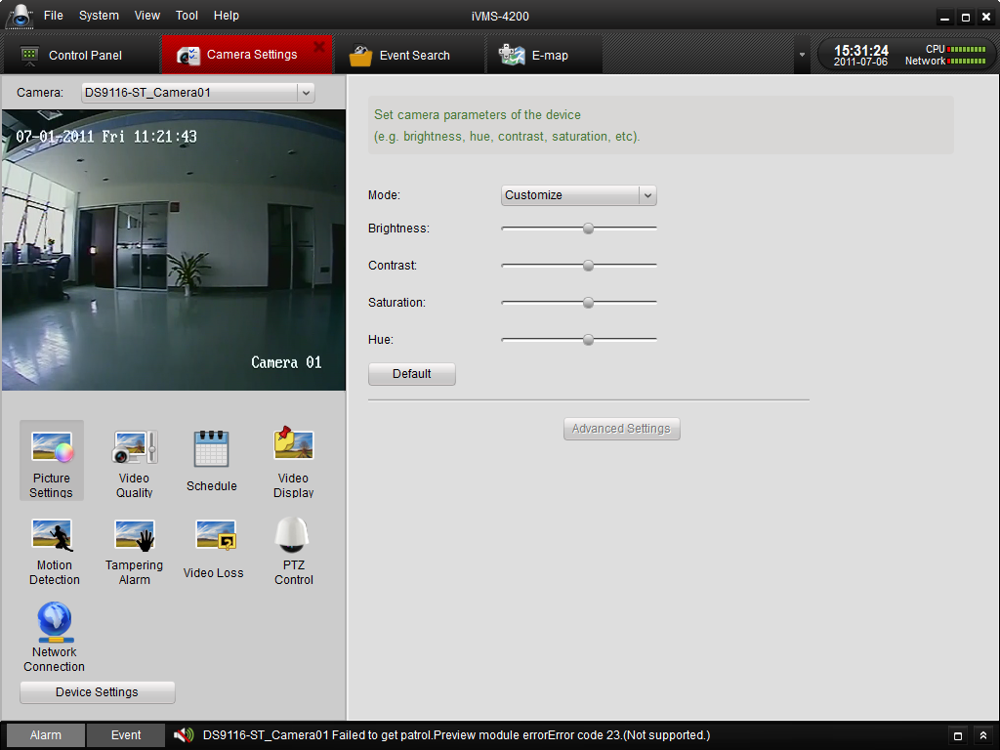 File System View Tool Help iVMS-4200
Control Panel Camera Settings Event Search E-map
15:31:24 CPU
2011-07-06 Network
Camera: DS9116-ST_Camera01
07-01-2011 Fri 11:21:43
Camera 01
Picture Settings
Video Quality
Schedule
Video Display
Motion Detection
Tampering Alarm
Video Loss
PTZ Control
Network Connection
Device Settings
Set camera parameters of the device
(e.g. brightness, hue, contrast, saturation, etc).
Mode: Customize
Brightness:
Contrast:
Saturation:
Hue:
Default
Advanced Settings
Alarm Event DS9116-ST_Camera01 Failed to get patrol.Preview module errorError code 23.(Not supported.)